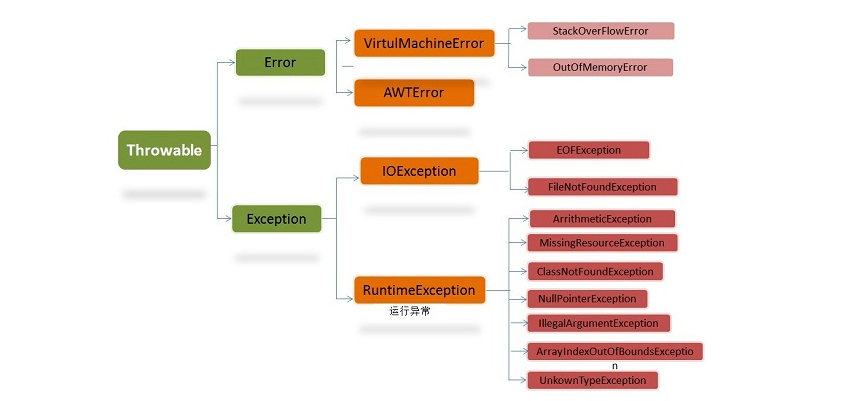 Throwable
Error
VirtulMachineError
StackOverFlowError
OutOfMemoryError
AWTError
Exception
IOException
EOFException
FileNotFoundException
RuntimeException
运行异常
ArrithmeticException
MissingResourceException
ClassNotFoundException
NullPointerException
IllegalArgumentException
ArrayIndexOutOfBoundsExceptio
n
UnkownTypeException